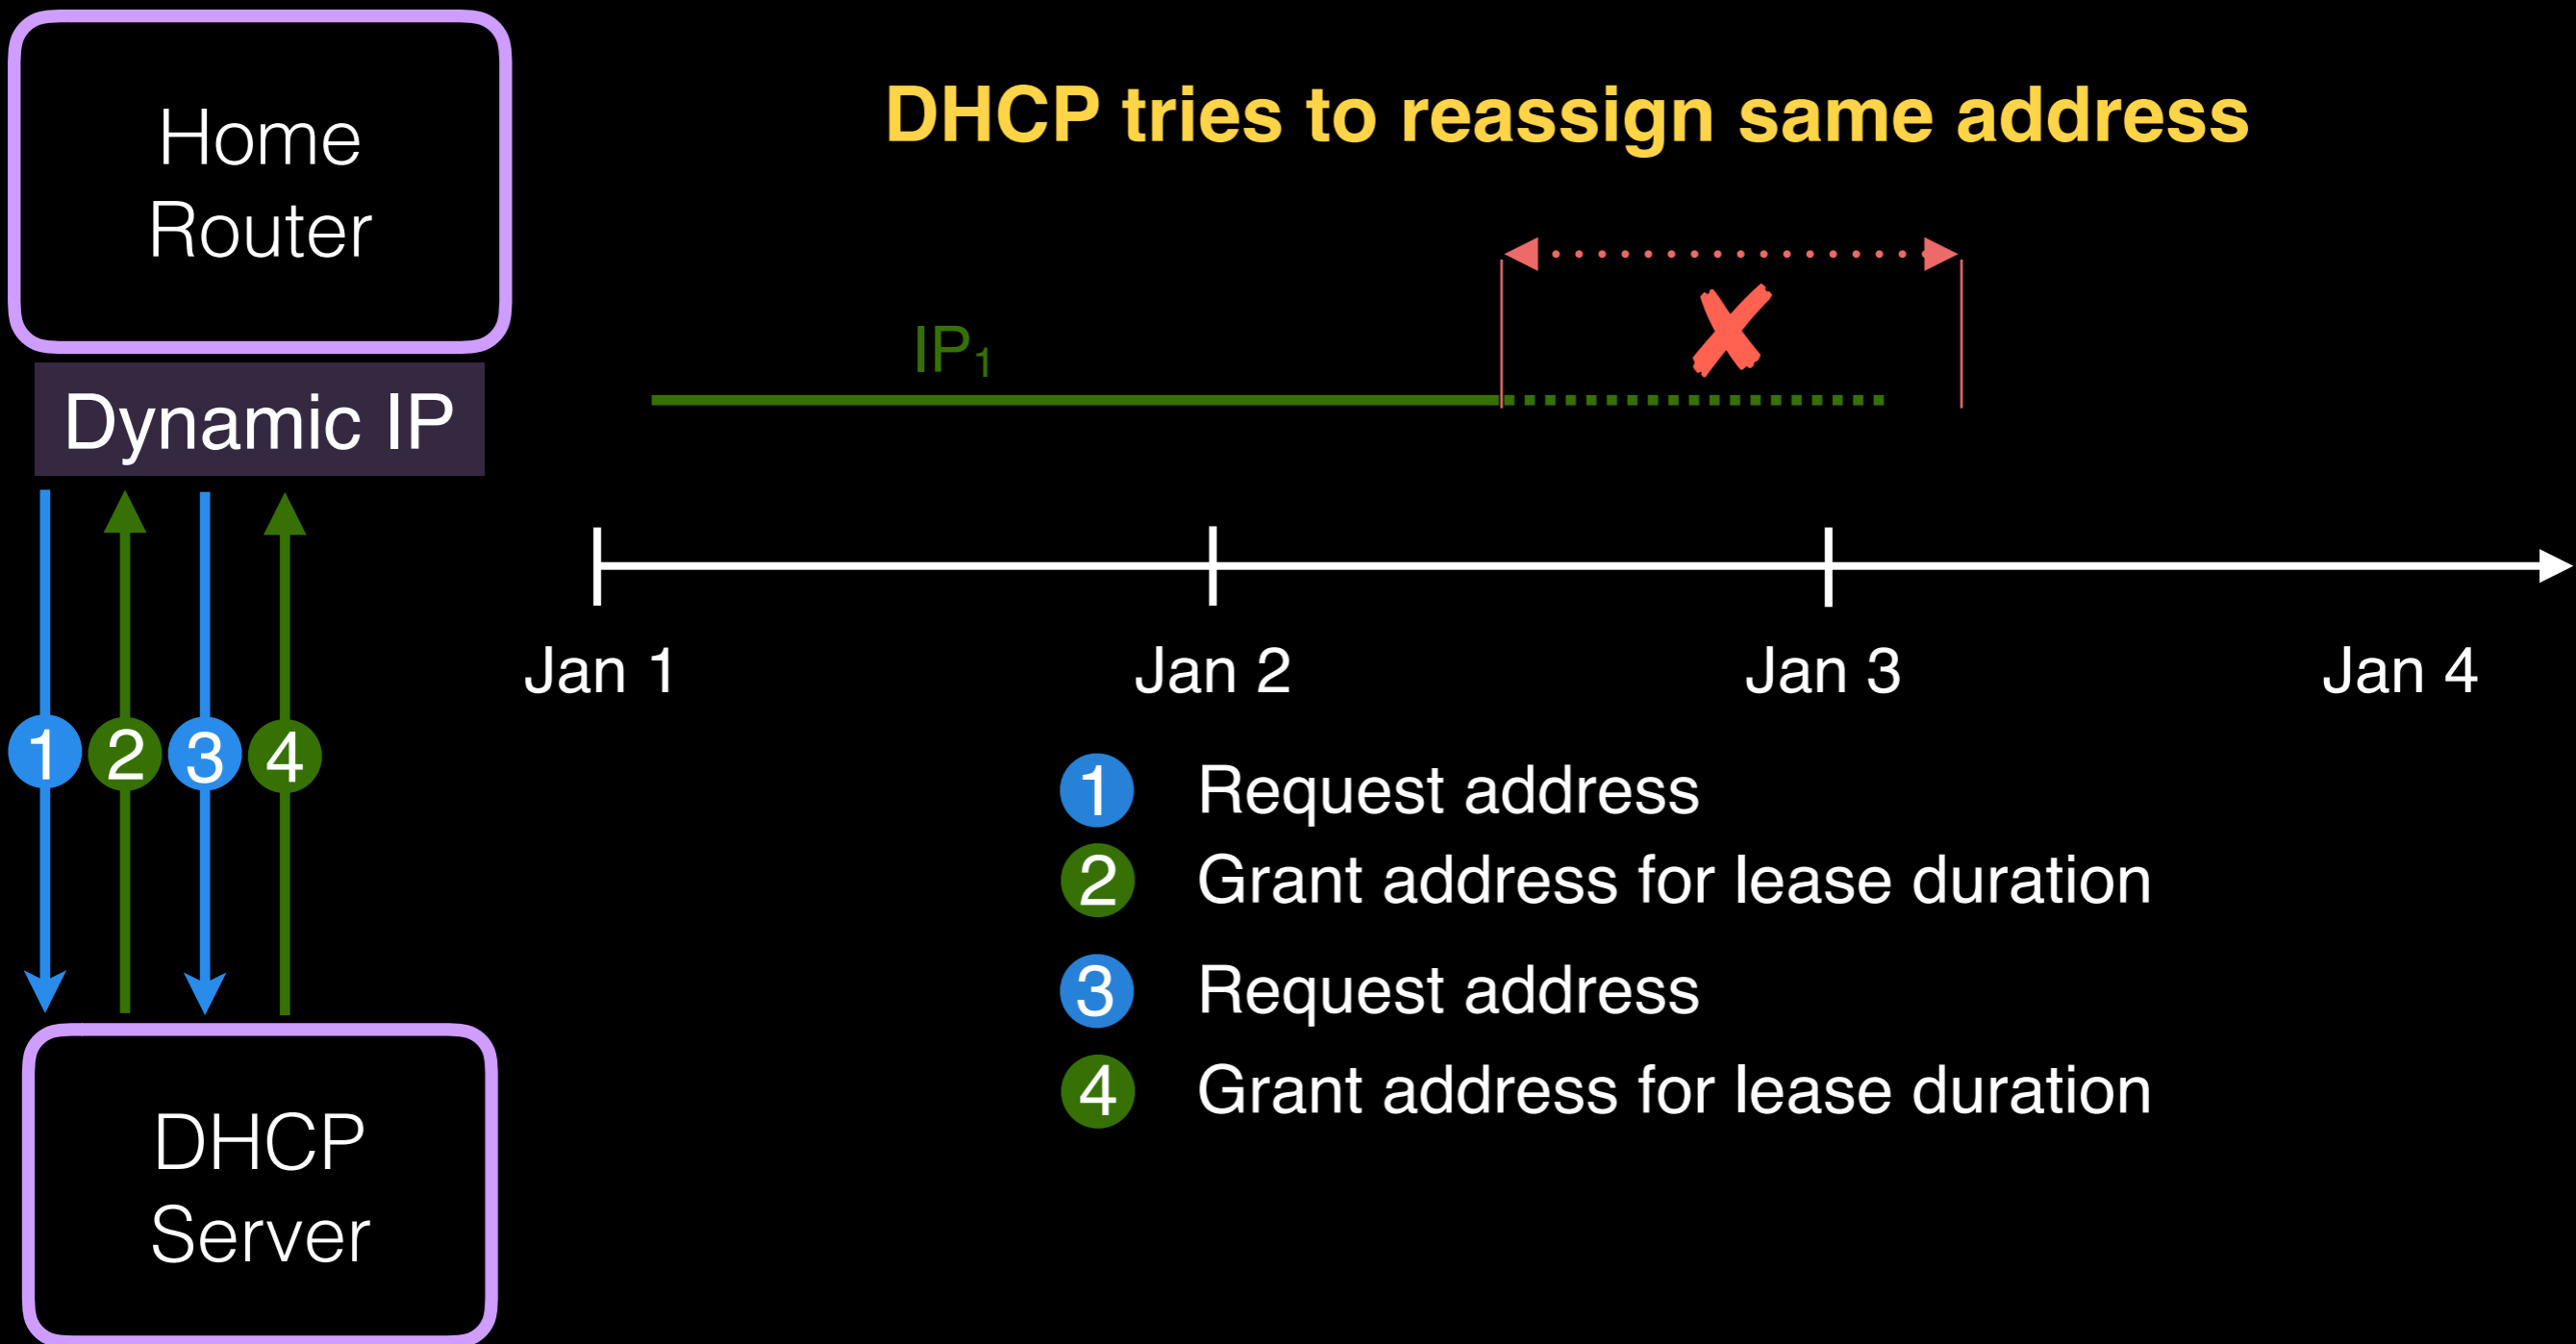 Home
Router
DHCP tries to reassign same address
✘
IP₁
Dynamic IP
Jan 1
Jan 2
Jan 3
Jan 4
1
2
3
4
1 Request address
2 Grant address for lease duration
3 Request address
4 Grant address for lease duration
DHCP
Server